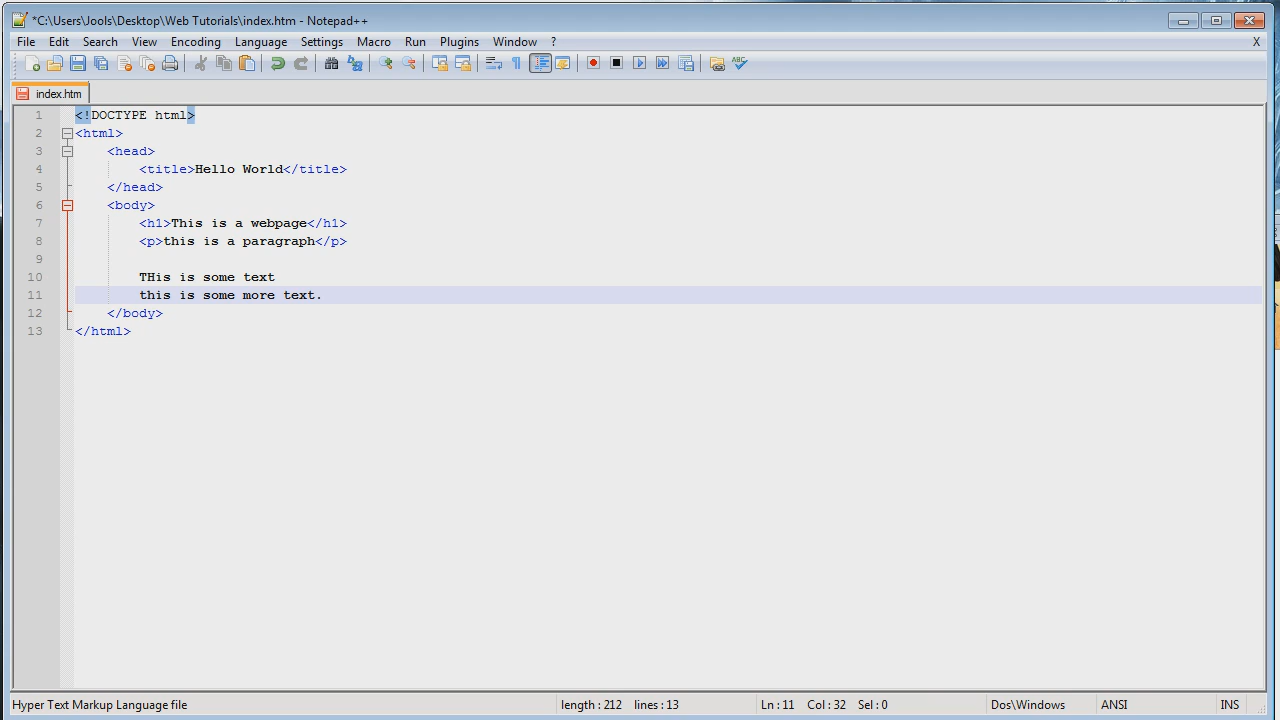 *C:\Users\Jools\Desktop\Web Tutorials\index.htm - Notepad++
File Edit Search View Encoding Language Settings Macro Run Plugins Window ? X
index.htm
1 <!DOCTYPE html>
2 <html>
3 <head>
4 <title>Hello World</title>
5 </head>
6 <body>
7 <h1>This is a webpage</h1>
8 <p>this is a paragraph</p>
9
10 THis is some text
11 this is some more text.
12 </body>
13 </html>
Hyper Text Markup Language file length : 212 lines : 13 Ln : 11 Col : 32 Sel : 0 Dos\Windows ANSI INS